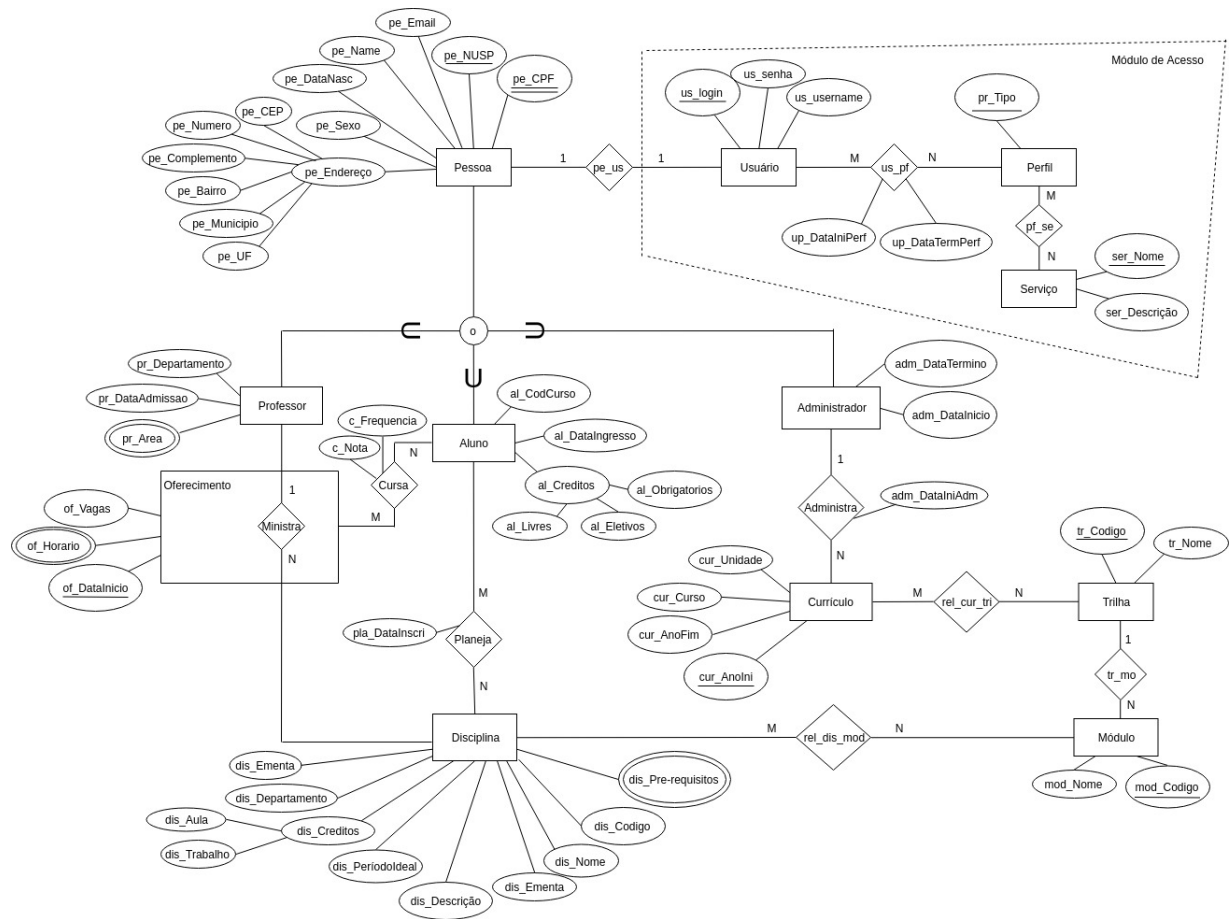 pe_Email
pe_Name
pe_NUSP
pe_CPF
pe_DataNasc
pe_CEP
pe_Numero
pe_Sexo
pe_Complemento
pe_Endereço
pe_Bairro
pe_Municipio
pe_UF
Pessoa
1
pe_us
1
Módulo de Acesso
us_login
us_senha
us_username
pr_Tipo
Usuário
M
us_pf
N
Perfil
up_DataIniPerf
up_DataTermPerf
M
pf_se
N
Serviço
ser_Nome
ser_Descrição
o
pr_Departamento
pr_DataAdmissao
pr_Area
Professor
al_CodCurso
c_Frequencia
c_Nota
N
Cursa
M
Aluno
al_DataIngresso
al_Creditos
al_Obrigatorios
al_Livres
al_Eletivos
adm_DataTermino
Administrador
adm_DataInicio
Oferecimento
of_Vagas
of_Horario
of_DataInicio
1
Ministra
N
1
Administra
adm_DataIniAdm
N
cur_Unidade
cur_Curso
cur_AnoFim
cur_AnoIni
Currículo
M
rel_cur_tri
N
tr_Codigo
tr_Nome
Trilha
1
tr_mo
N
M
pla_DataInscri
Planeja
N
Disciplina
M
rel_dis_mod
N
Módulo
mod_Nome
mod_Codigo
dis_Ementa
dis_Departamento
dis_Aula
dis_Creditos
dis_Trabalho
dis_PeríodoIdeal
dis_Descrição
dis_Ementa
dis_Nome
dis_Codigo
dis_Pre-requisitos